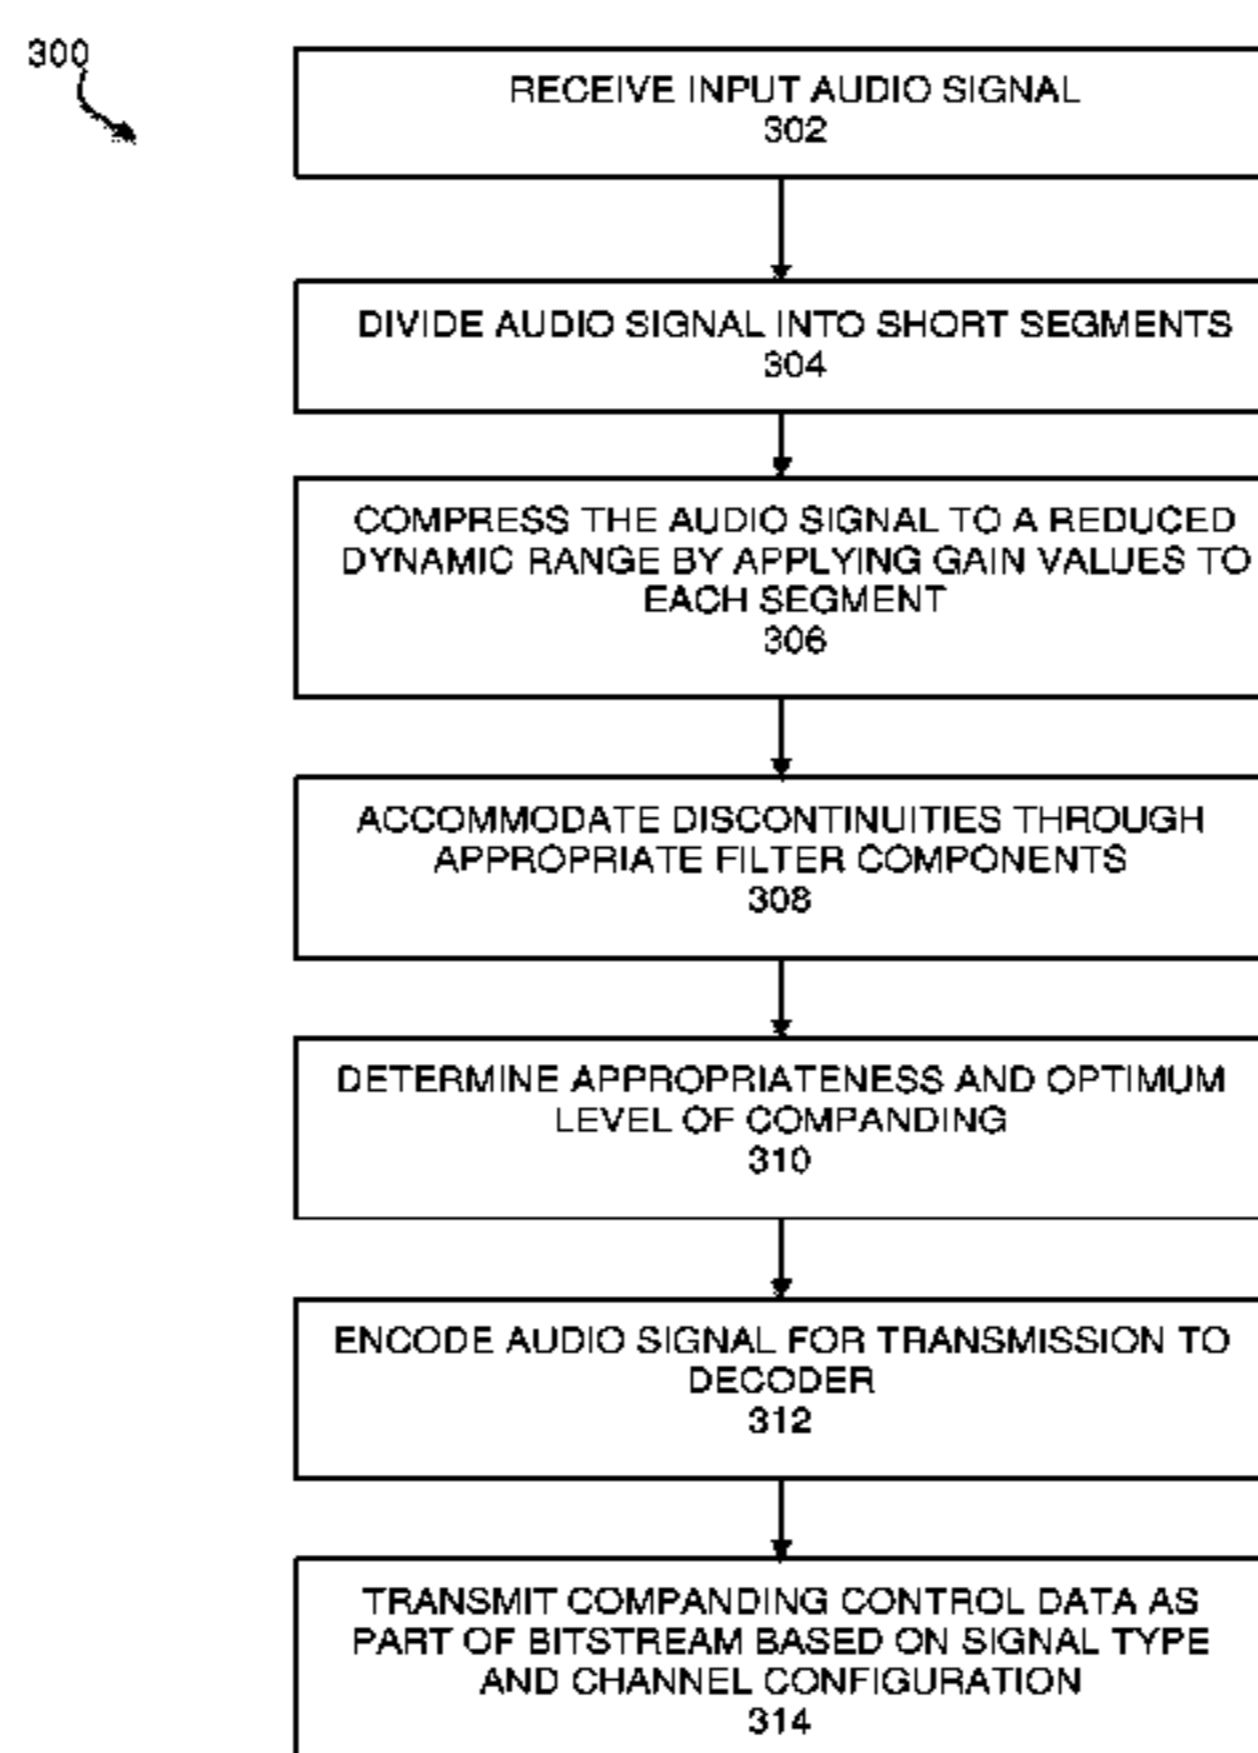 300
RECEIVE INPUT AUDIO SIGNAL
302
DIVIDE AUDIO SIGNAL INTO SHORT SEGMENTS
304
COMPRESS THE AUDIO SIGNAL TO A REDUCED
DYNAMIC RANGE BY APPLYING GAIN VALUES TO
EACH SEGMENT
306
ACCOMMODATE DISCONTINUITIES THROUGH
APPROPRIATE FILTER COMPONENTS
308
DETERMINE APPROPRIATENESS AND OPTIMUM
LEVEL OF COMPANDING
310
ENCODE AUDIO SIGNAL FOR TRANSMISSION TO
DECODER
312
TRANSMIT COMPANDING CONTROL DATA AS
PART OF BITSTREAM BASED ON SIGNAL TYPE
AND CHANNEL CONFIGURATION
314